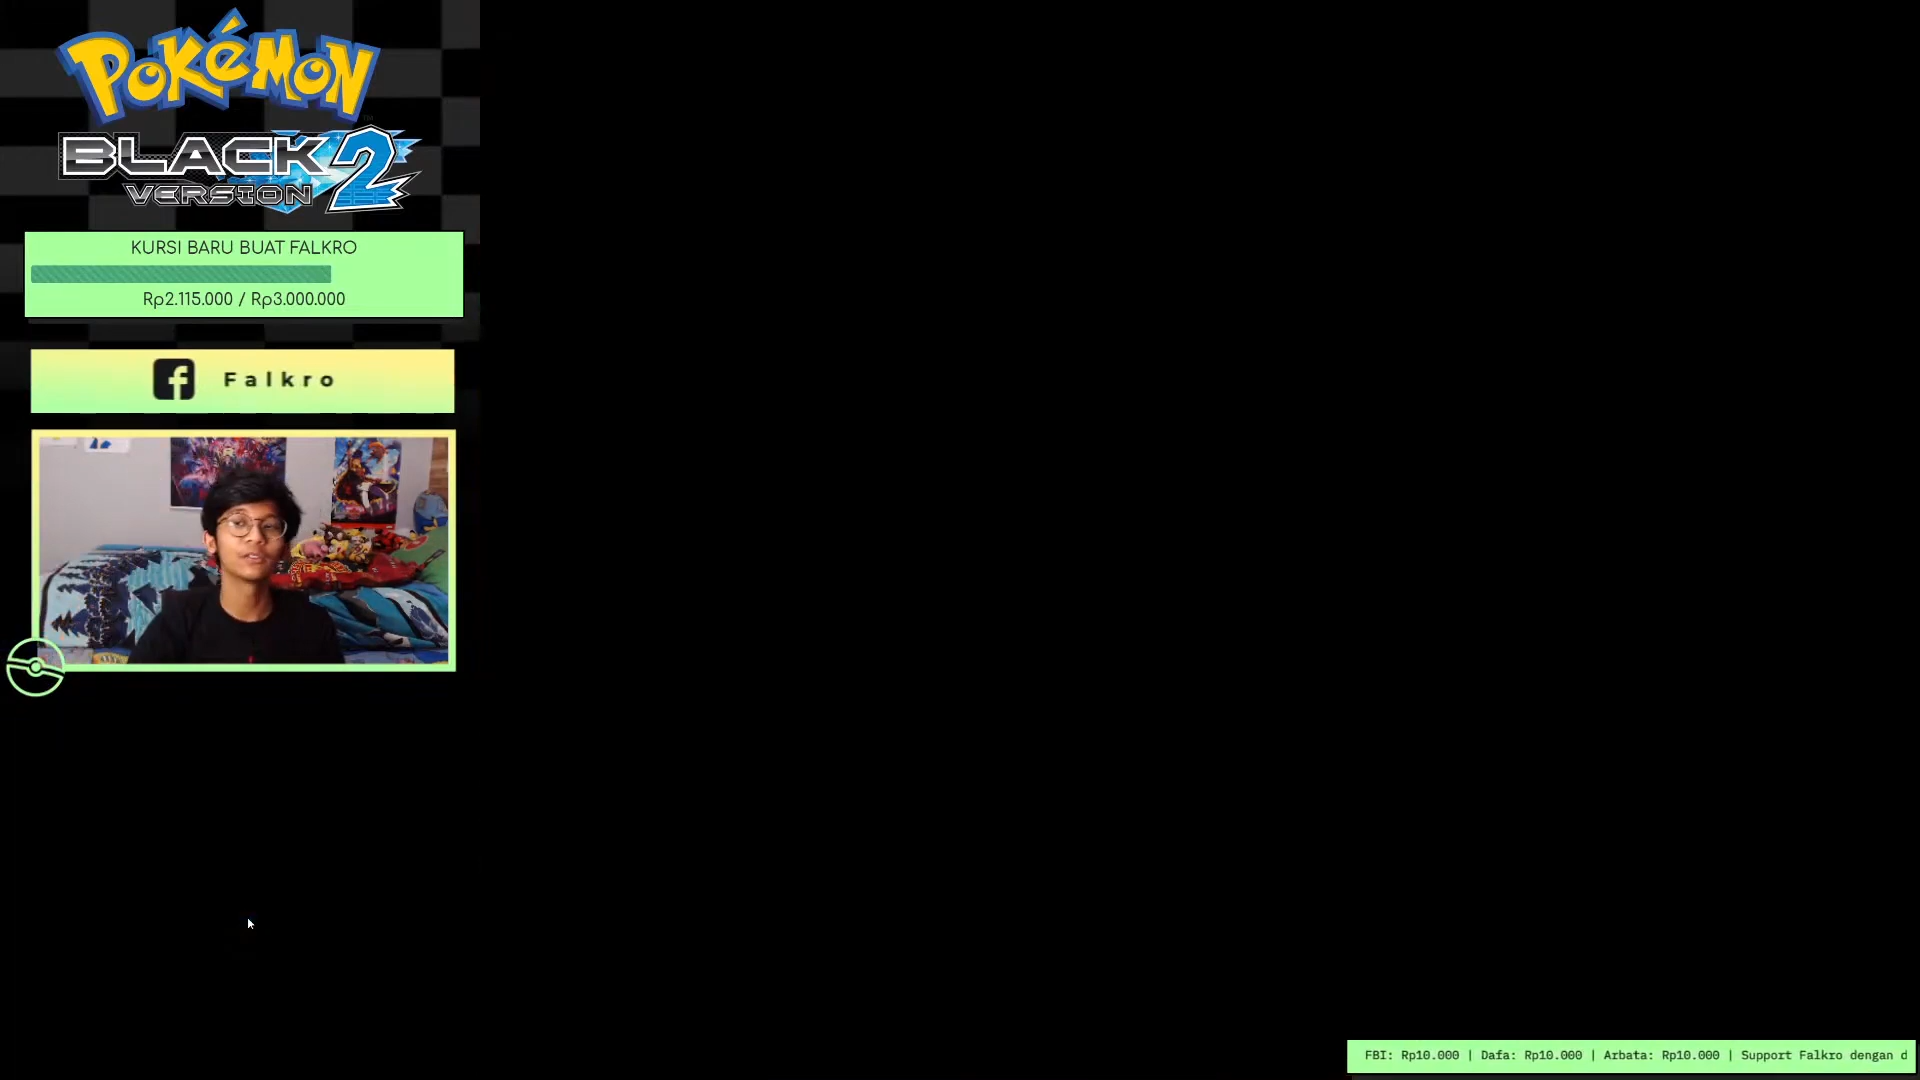 POKéMON
BLACK 2
VERSION
KURSI BARU BUAT FALKRO
Rp2.115.000 / Rp3.000.000
Falkro
FBI: Rp10.000 | Dafa: Rp10.000 | Arbata: Rp10.000 | Support Falkro dengan d